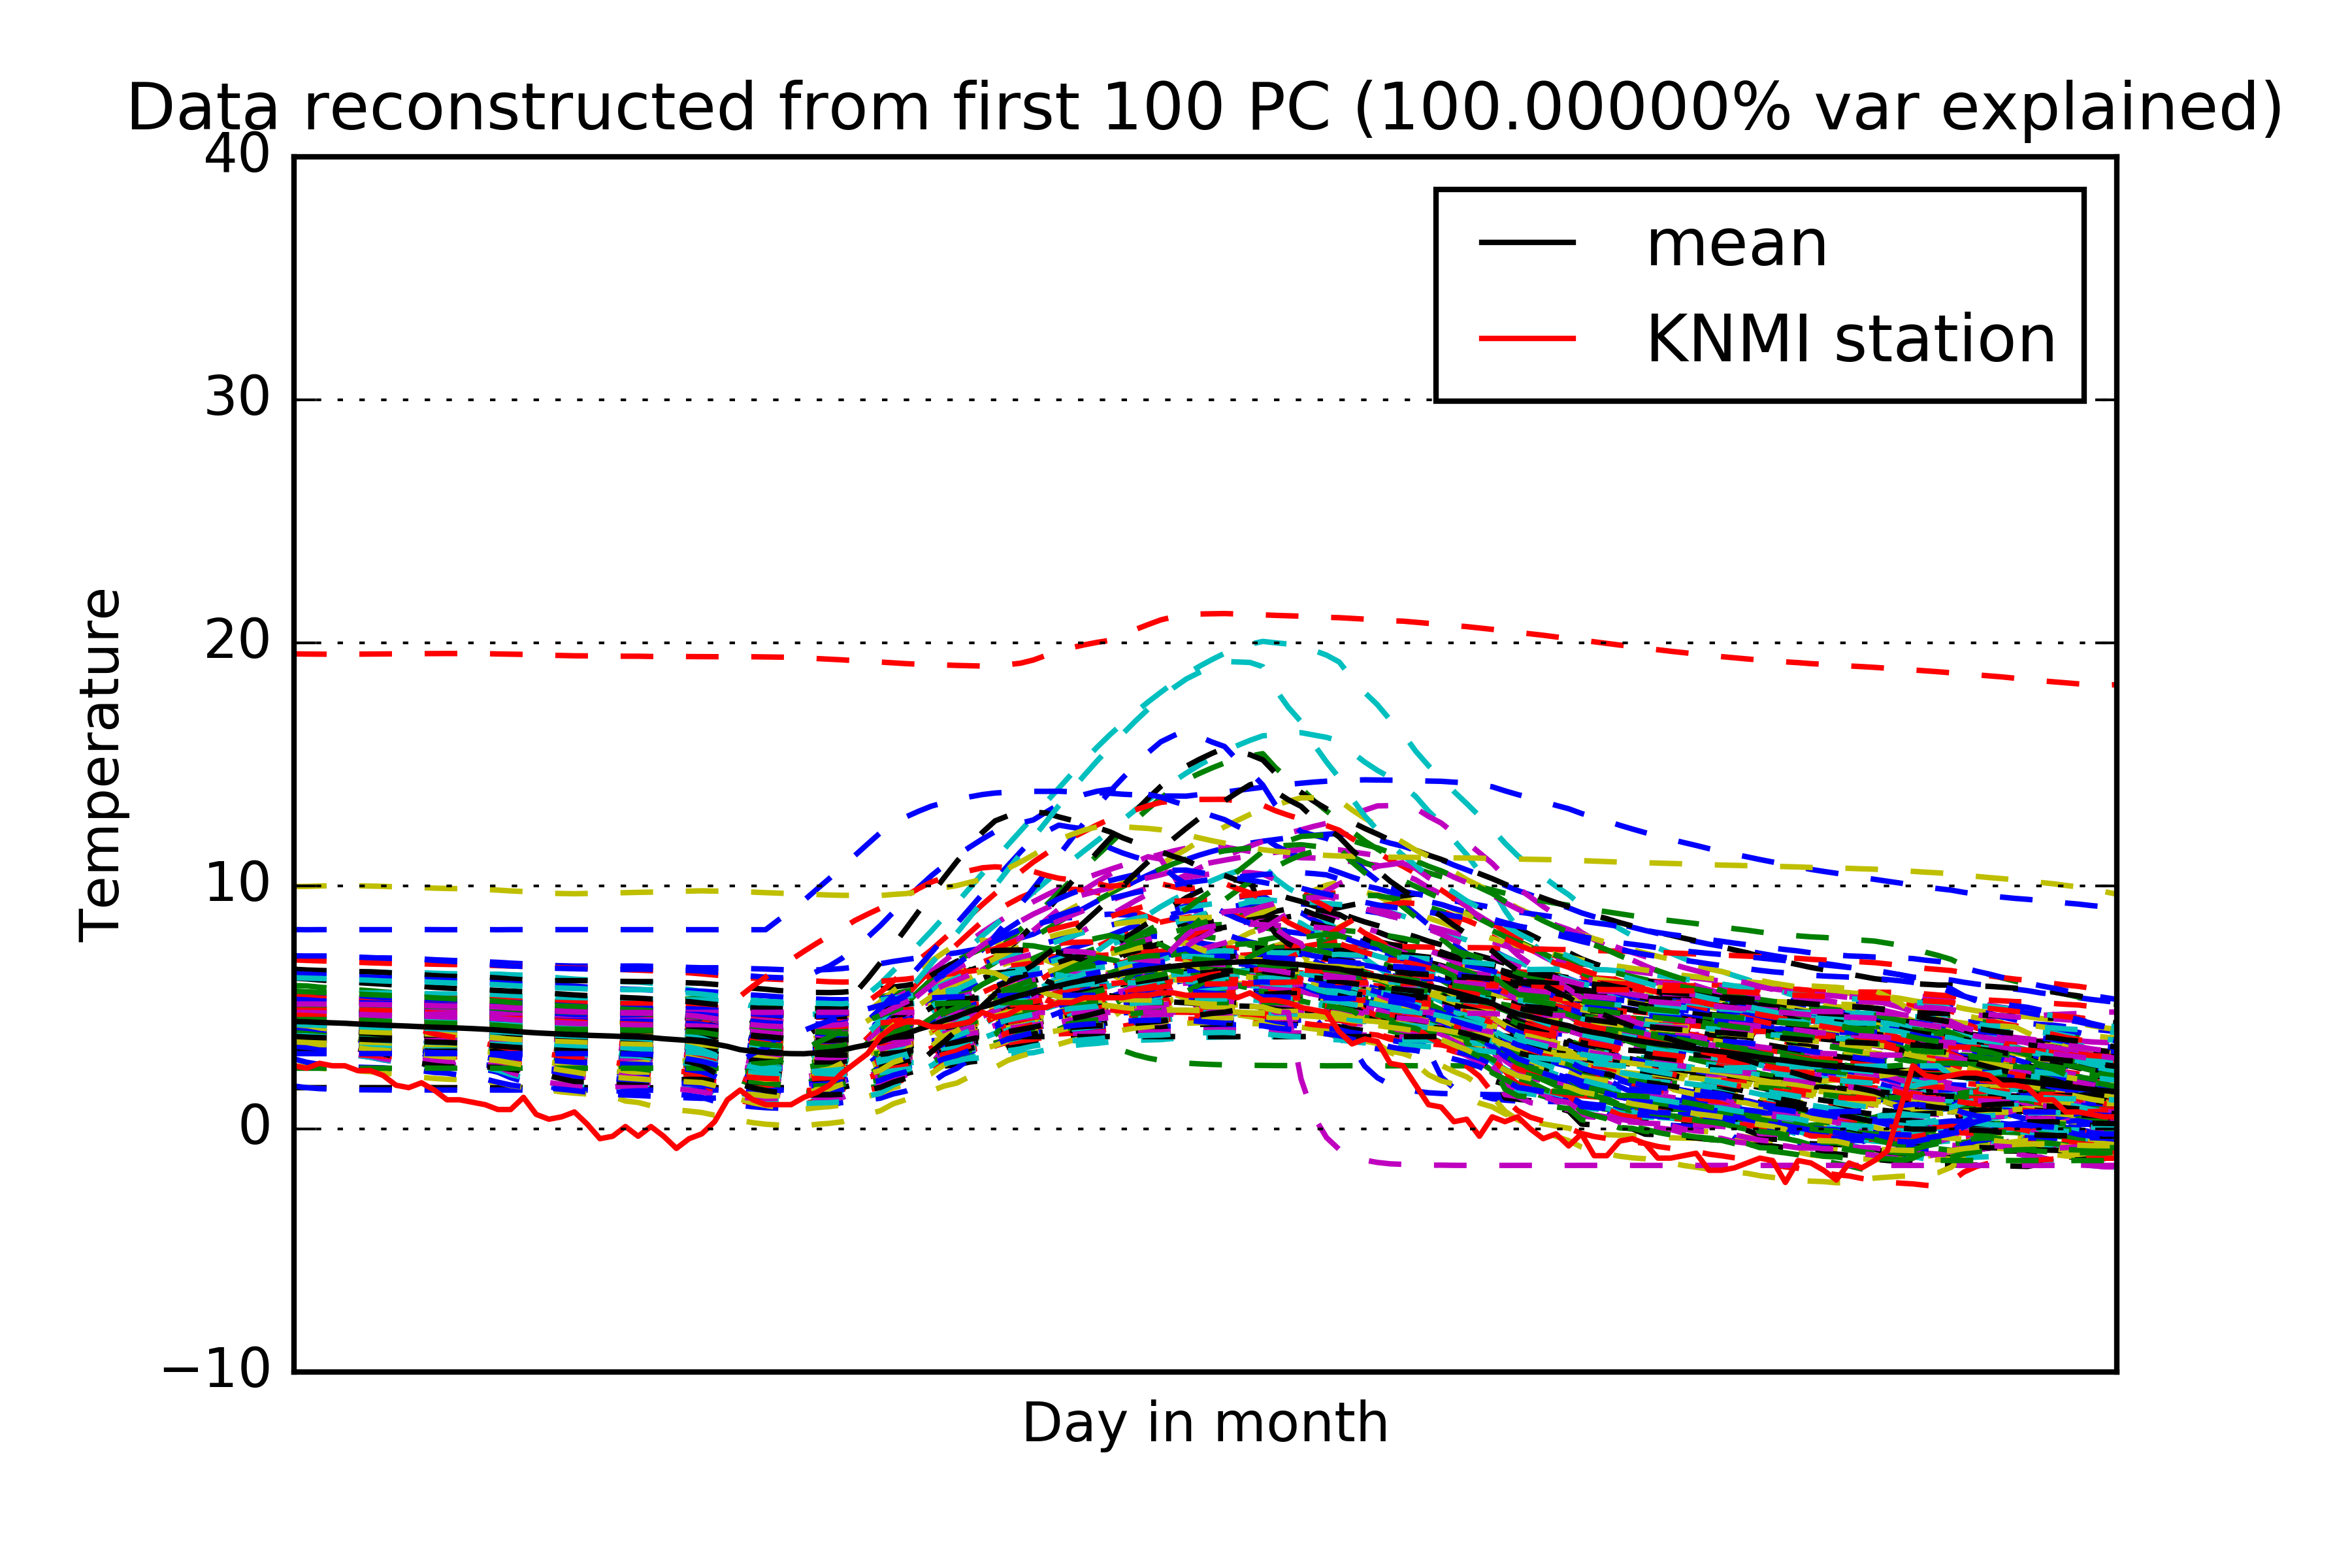 Data reconstructed from first 100 PC (100.00000% var explained)
40
mean
KNMI station
30
20
Temperature
10
0
−10
Day in month